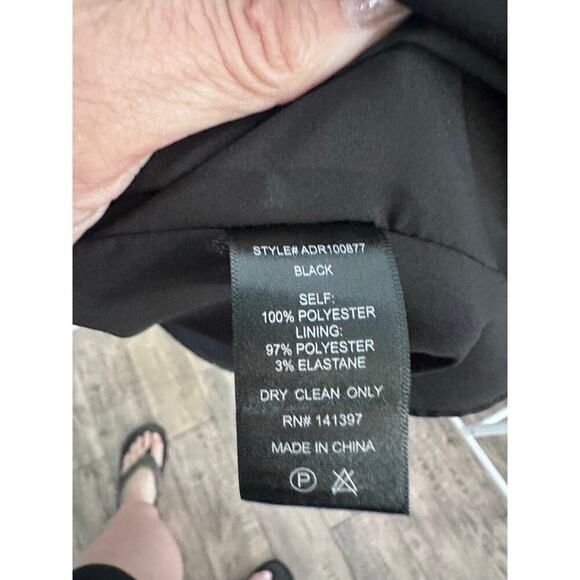 STYLE# ADR100877
BLACK
SELF:
100% POLYESTER
LINING:
97% POLYESTER
3% ELASTANE
DRY CLEAN ONLY
RN# 141397
MADE IN CHINA
P